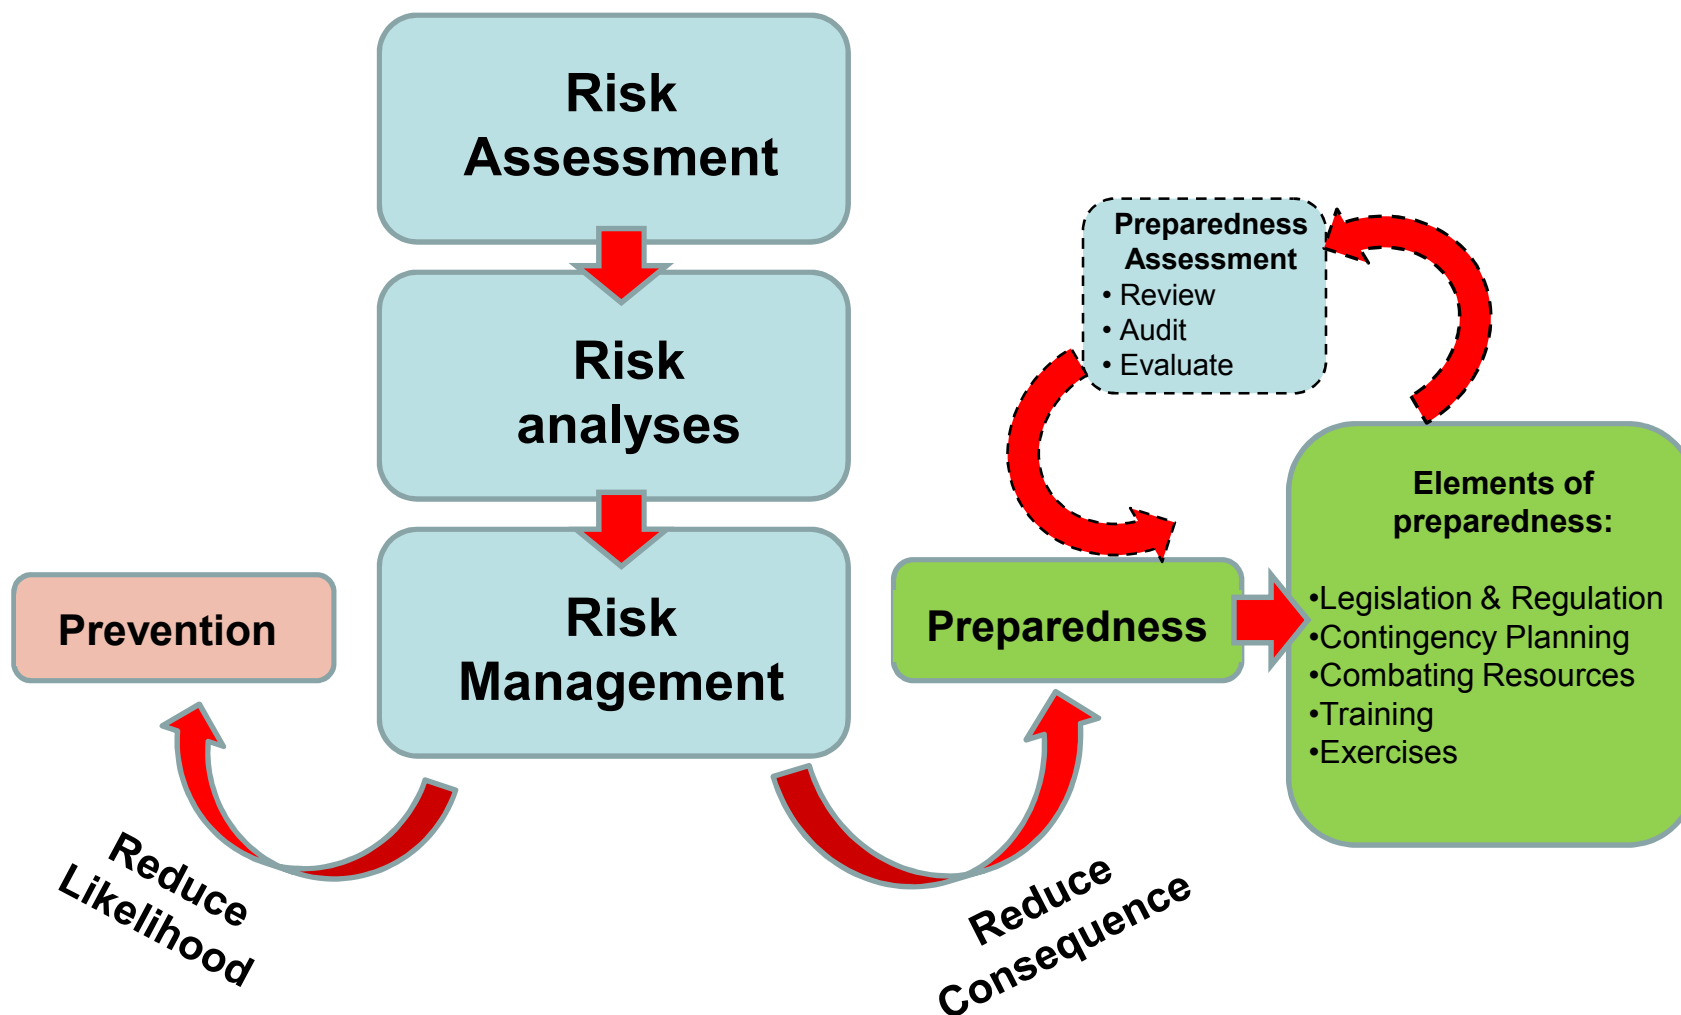 Risk
Assessment
Risk
analyses
Risk
Management
Prevention
Reduce
Likelihood
Reduce
Consequence
Preparedness
Preparedness
Assessment
• Review
• Audit
• Evaluate
Elements of
preparedness:
•Legislation & Regulation
•Contingency Planning
•Combating Resources
•Training
•Exercises